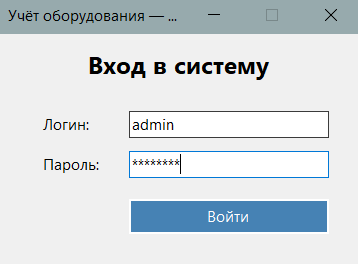 Учёт оборудования — ...
Вход в систему
Логин: admin
Пароль: ********
Войти